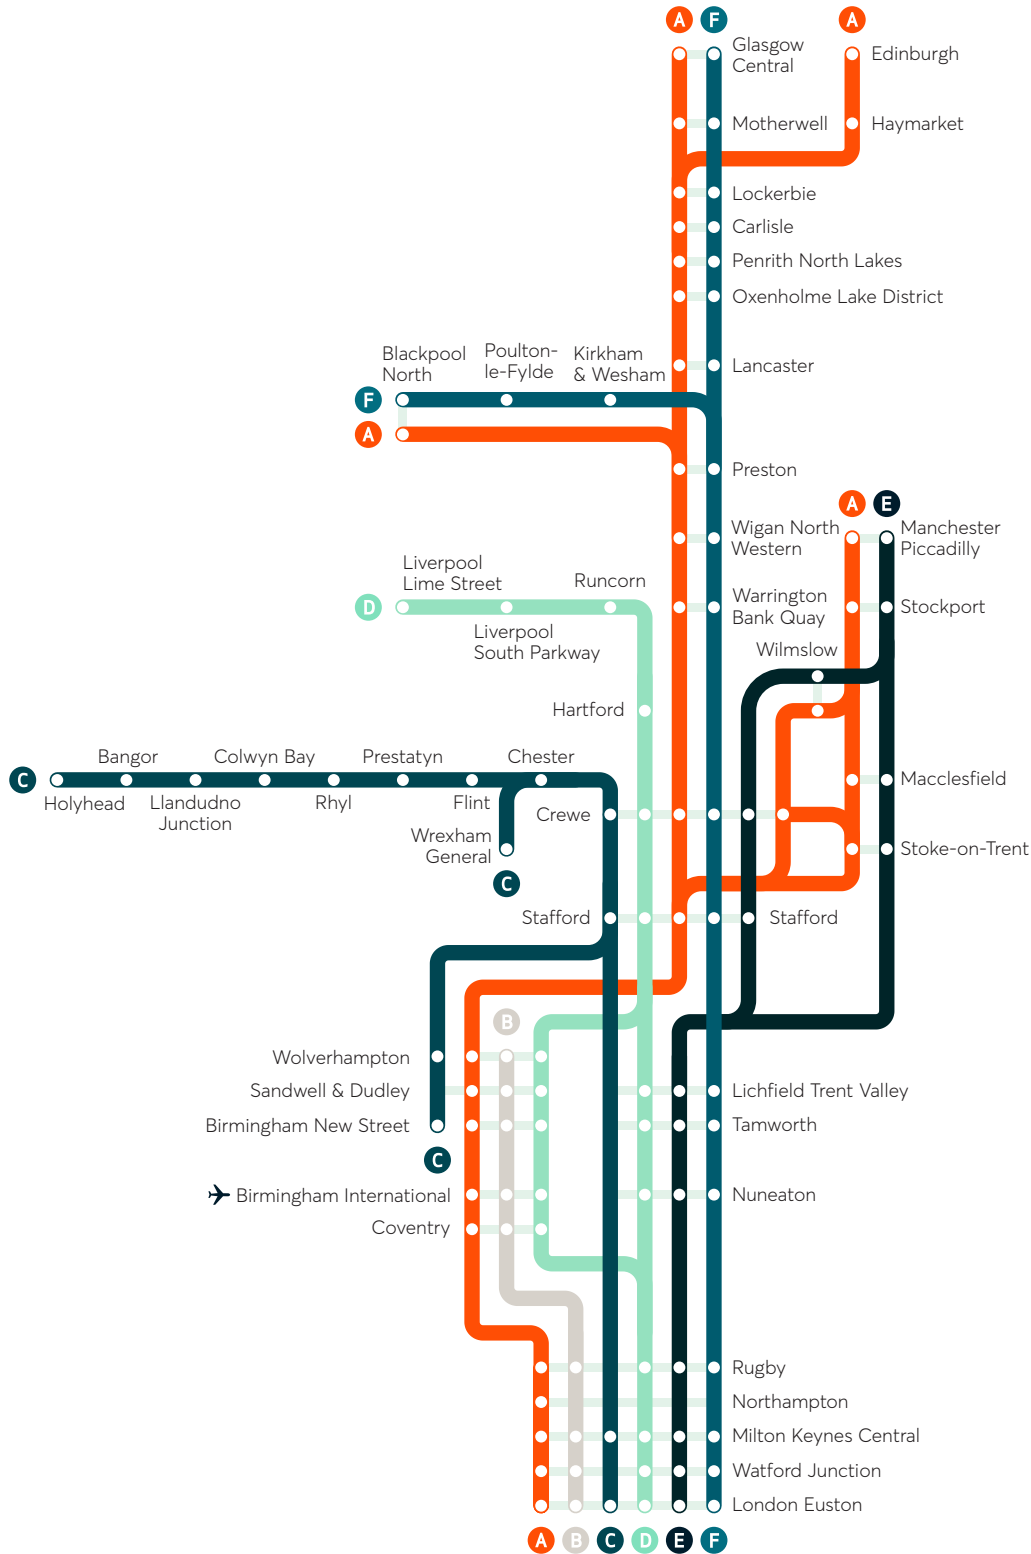 A F A
Glasgow
Central
Edinburgh
Motherwell
Haymarket
Lockerbie
Carlisle
Penrith North Lakes
Oxenholme Lake District
Blackpool
North
Poulton-
le-Fylde
Kirkham
& Wesham
Lancaster
F
A
Preston
A E
Wigan North
Western
Manchester
Piccadilly
Liverpool
Lime Street
Runcorn
D
Liverpool
South Parkway
Warrington
Bank Quay
Stockport
Wilmslow
Hartford
Bangor
Colwyn Bay
Prestatyn
Chester
C
Holyhead
Llandudno
Junction
Rhyl
Flint
Macclesfield
Crewe
Wrexham
General
Stoke-on-Trent
C
Stafford
Stafford
B
Wolverhampton
Sandwell & Dudley
Lichfield Trent Valley
Birmingham New Street
Tamworth
C
Birmingham International
Nuneaton
Coventry
Rugby
Northampton
Milton Keynes Central
Watford Junction
London Euston
A B C D E F